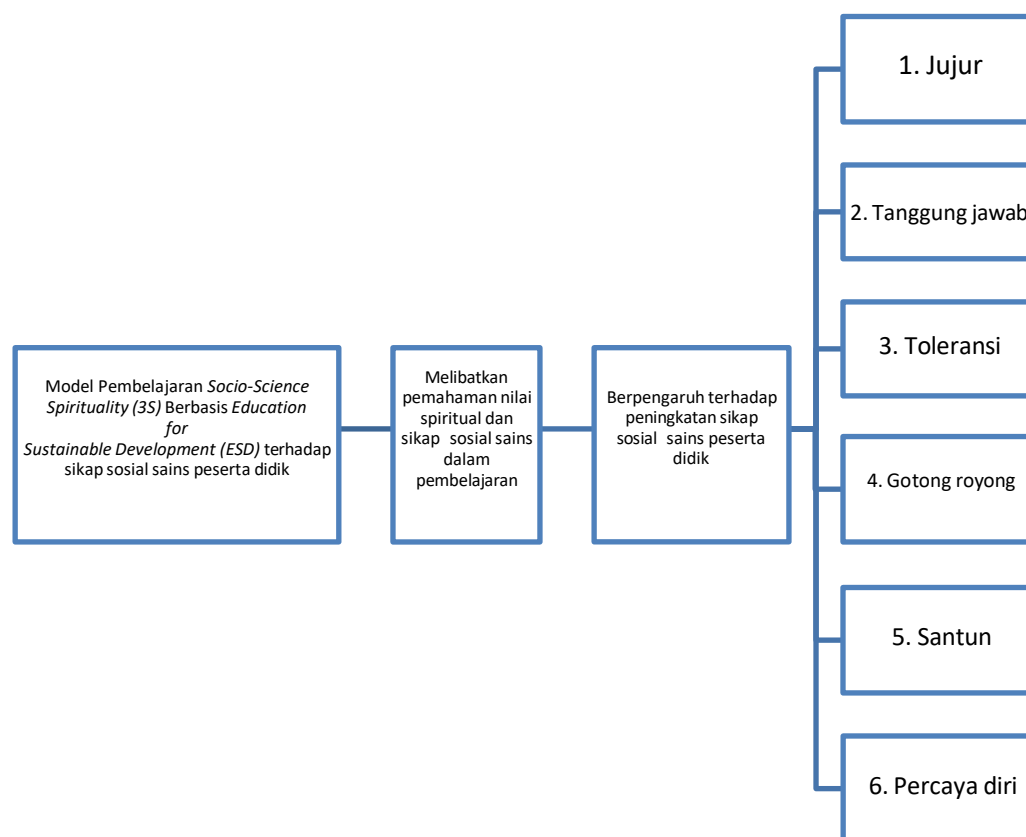 Model Pembelajaran Socio-Science
Spirituality (3S) Berbasis Education
for
Sustainable Development (ESD) terhadap
sikap sosial sains peserta didik
Melibatkan
pemahaman nilai
spiritual dan
sikap sosial sains
dalam
pembelajaran
Berpengaruh terhadap
peningkatan sikap
sosial sains peserta
didik
1. Jujur
2. Tanggung jawab
3. Toleransi
4. Gotong royong
5. Santun
6. Percaya diri